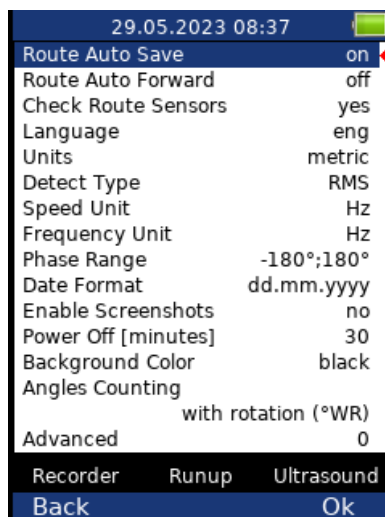 29.05.2023 08:37
Route Auto Save on
Route Auto Forward off
Check Route Sensors yes
Language eng
Units metric
Detect Type RMS
Speed Unit Hz
Frequency Unit Hz
Phase Range -180°;180°
Date Format dd.mm.yyyy
Enable Screenshots no
Power Off [minutes] 30
Background Color black
Angles Counting
with rotation (°WR)
Advanced 0
Recorder Runup Ultrasound
Back Ok